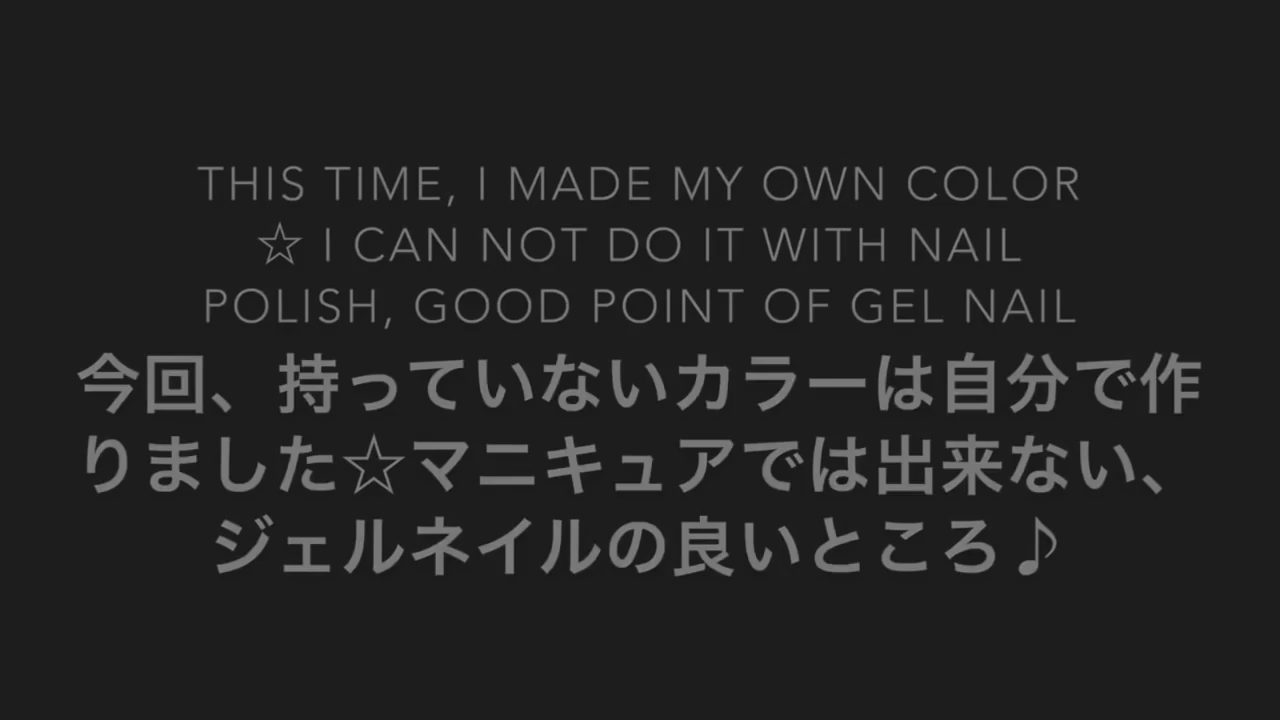 THIS TIME, I MADE MY OWN COLOR
☆ I CAN NOT DO IT WITH NAIL
POLISH, GOOD POINT OF GEL NAIL
今回、持っていないカラーは自分で作
りました☆マニキュアでは出来ない、
ジェルネイルの良いところ♪